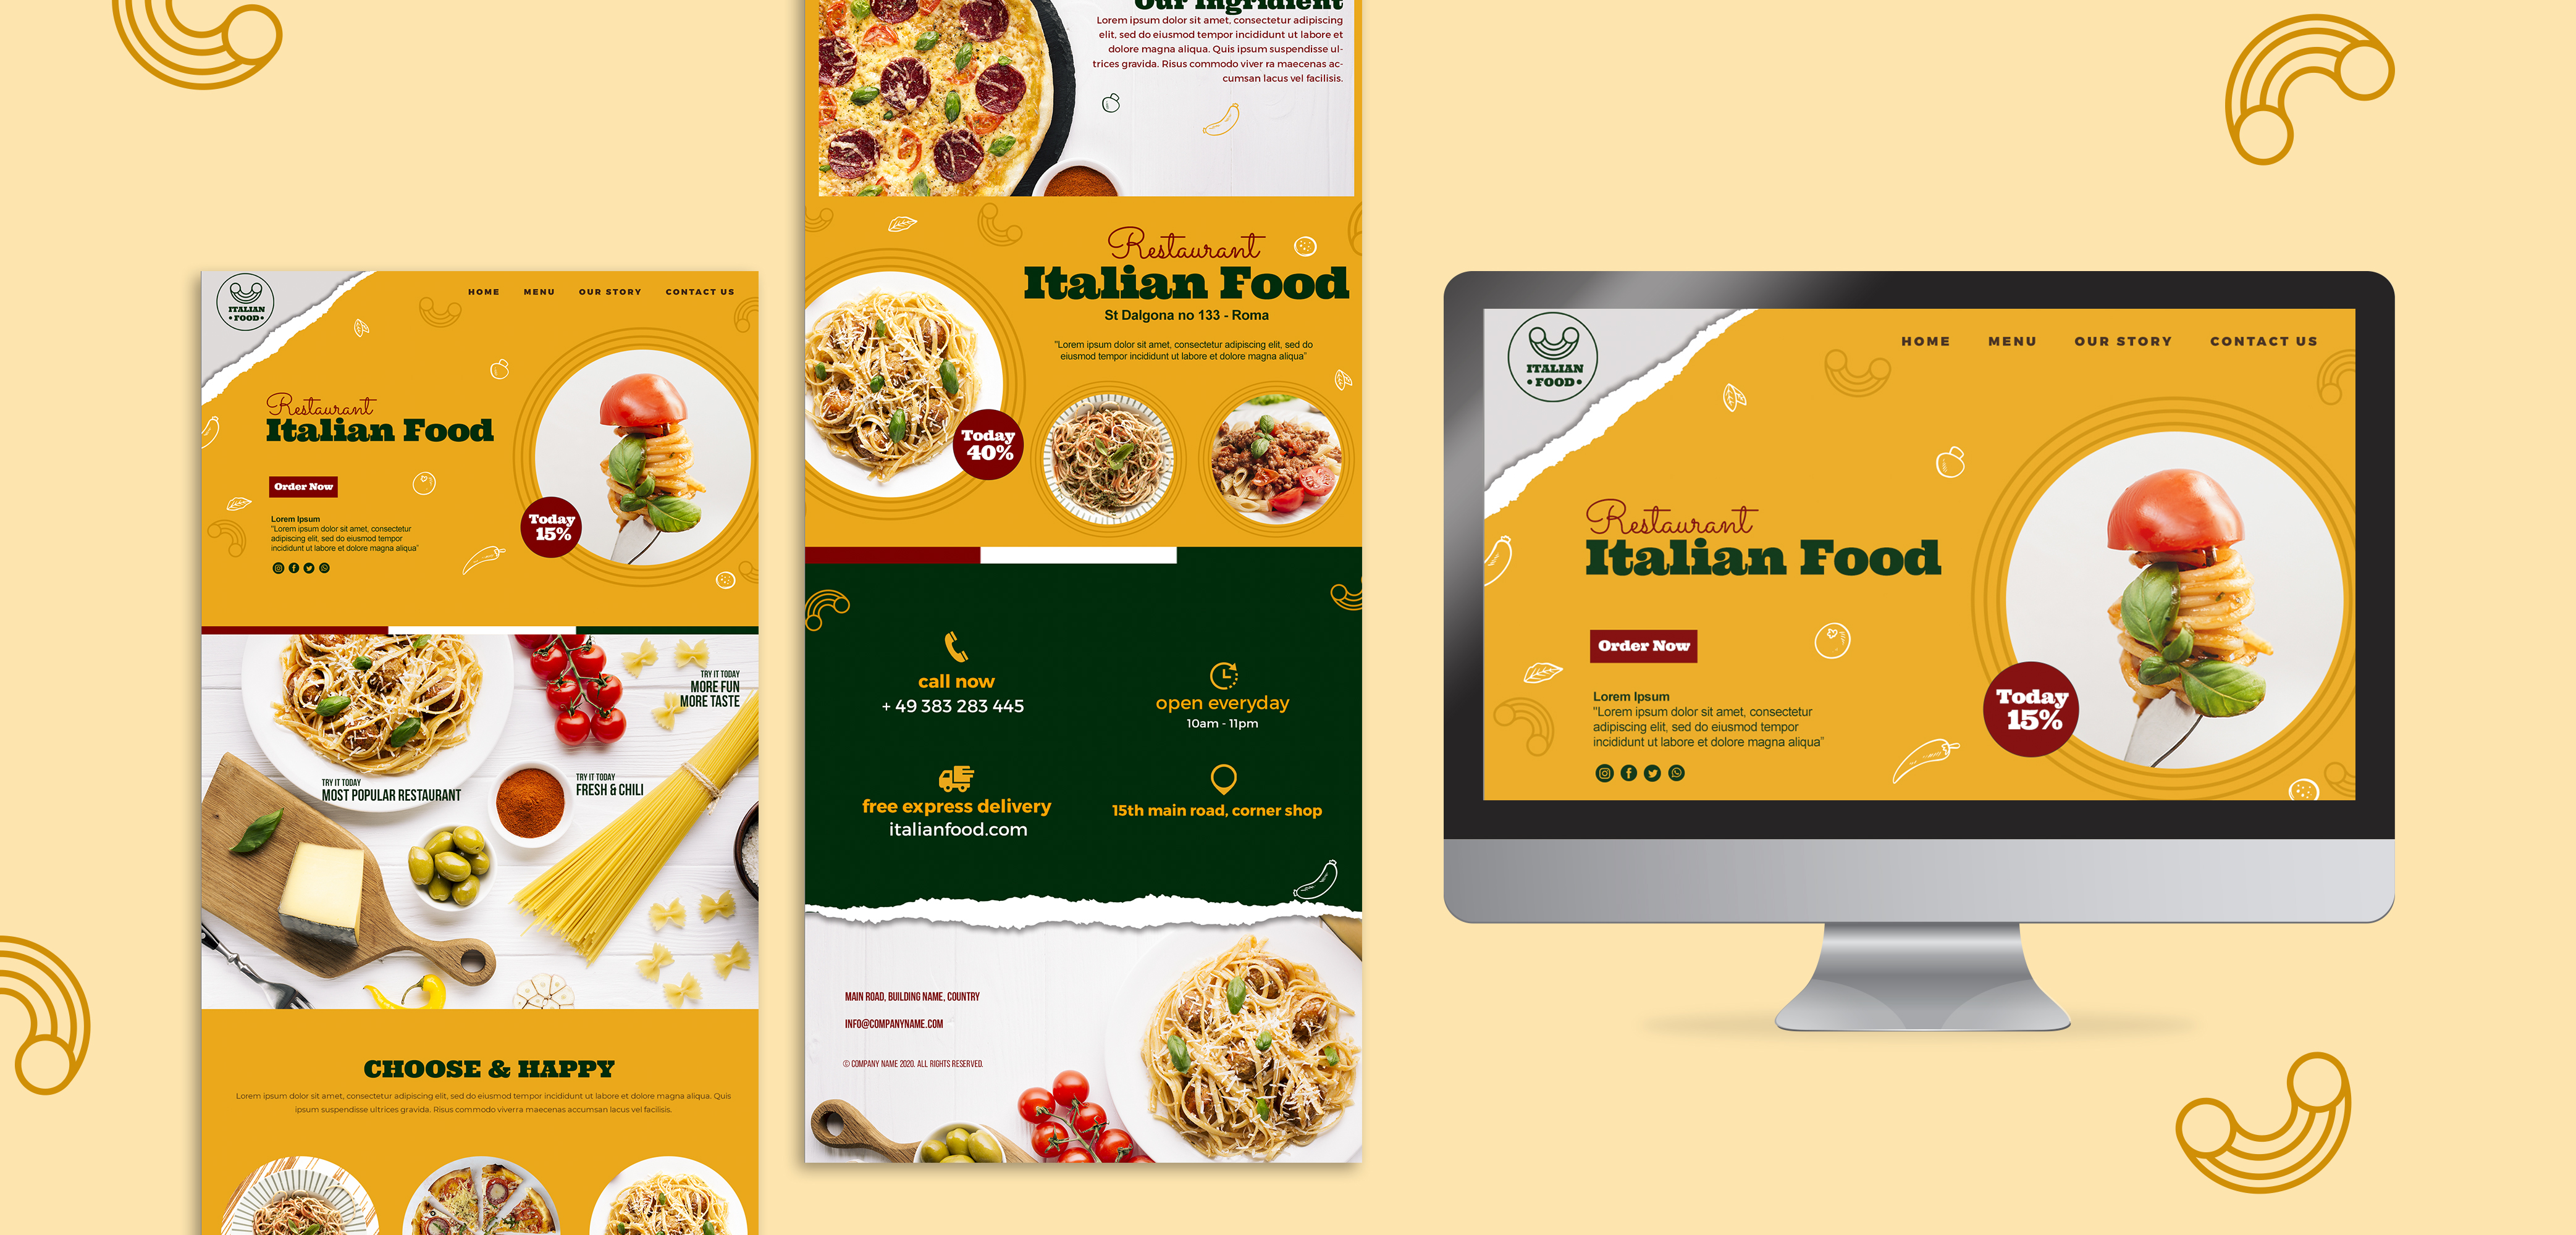 ITALIAN
• FOOD •
HOME MENU OUR STORY CONTACT US
Restaurant
Italian Food
Order Now
Lorem Ipsum
"Lorem ipsum dolor sit amet, consectetur
adipiscing elit, sed do eiusmod tempor
incididunt ut labore et dolore magna aliqua"
Today
15%
TRY IT TODAY
MORE FUN
MORE TASTE
TRY IT TODAY
MOST POPULAR RESTAURANT
TRY IT TODAY
FRESH & CHILI
CHOOSE & HAPPY
Lorem ipsum dolor sit amet, consectetur adipiscing elit, sed do eiusmod tempor incididunt ut labore et dolore magna aliqua. Quis
ipsum suspendisse ultrices gravida. Risus commodo viverra maecenas accumsan lacus vel facilisis.
Our Ingridient
Lorem ipsum dolor sit amet, consectetur adipiscing
elit, sed do eiusmod tempor incididunt ut labore et
dolore magna aliqua. Quis ipsum suspendisse ul-
trices gravida. Risus commodo viver ra maecenas ac-
cumsan lacus vel facilisis.
Restaurant
Italian Food
St Dalgona no 133 - Roma
"Lorem ipsum dolor sit amet, consectetur adipiscing elit, sed do
eiusmod tempor incididunt ut labore et dolore magna aliqua"
Today
40%
call now
+ 49 383 283 445
open everyday
10am - 11pm
free express delivery
italianfood.com
15th main road, corner shop
MAIN ROAD, BUILDING NAME, COUNTRY
INFO@COMPANYNAME.COM
© COMPANY NAME 2020. ALL RIGHTS RESERVED.
ITALIAN
• FOOD •
HOME MENU OUR STORY CONTACT US
Restaurant
Italian Food
Order Now
Lorem Ipsum
"Lorem ipsum dolor sit amet, consectetur
adipiscing elit, sed do eiusmod tempor
incididunt ut labore et dolore magna aliqua"
Today
15%